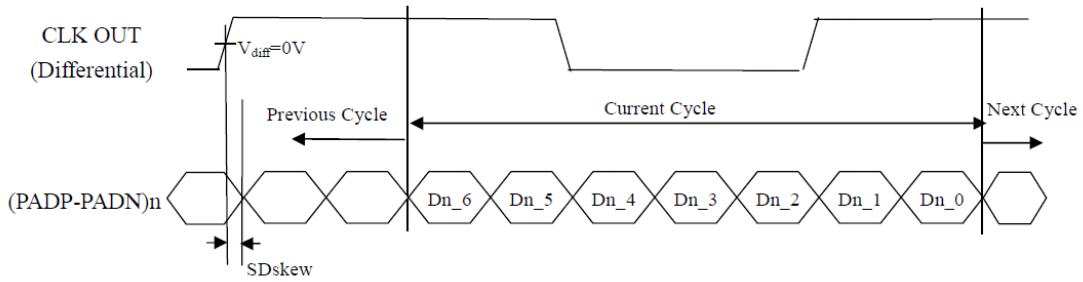 CLK OUT
(Differential)
Vdiff=0V
Previous Cycle
Current Cycle
Next Cycle
(PADP-PADN)n
Dn_6
Dn_5
Dn_4
Dn_3
Dn_2
Dn_1
Dn_0
SDskew